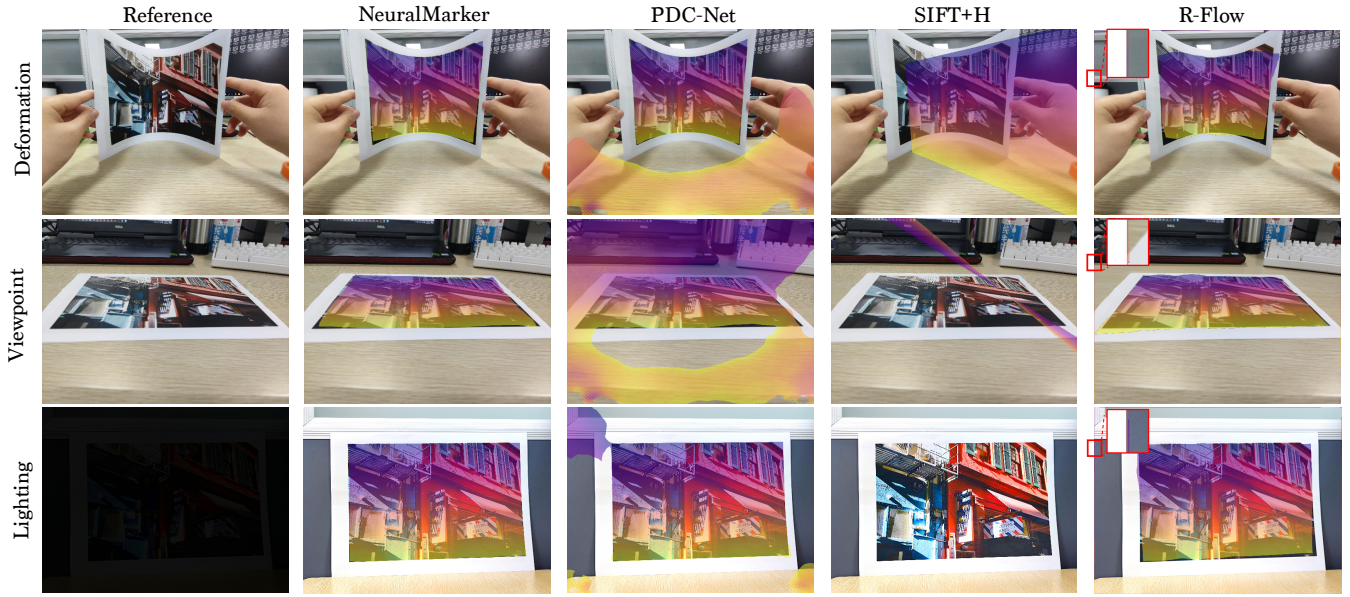 Reference NeuralMarker PDC-Net SIFT+H R-Flow
Deformation
Viewpoint
Lighting